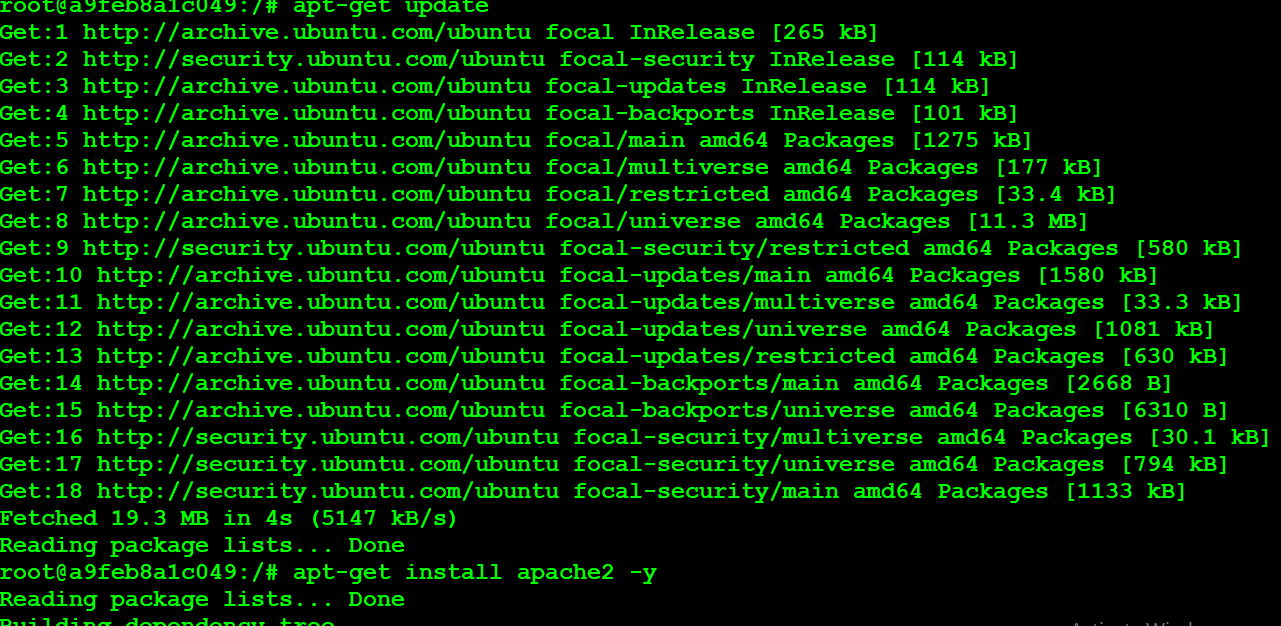 root@a9feb8a1c049:/# apt-get update
Get:1 http://archive.ubuntu.com/ubuntu focal InRelease [265 kB]
Get:2 http://security.ubuntu.com/ubuntu focal-security InRelease [114 kB]
Get:3 http://archive.ubuntu.com/ubuntu focal-updates InRelease [114 kB]
Get:4 http://archive.ubuntu.com/ubuntu focal-backports InRelease [101 kB]
Get:5 http://archive.ubuntu.com/ubuntu focal/main amd64 Packages [1275 kB]
Get:6 http://archive.ubuntu.com/ubuntu focal/multiverse amd64 Packages [177 kB]
Get:7 http://archive.ubuntu.com/ubuntu focal/restricted amd64 Packages [33.4 kB]
Get:8 http://archive.ubuntu.com/ubuntu focal/universe amd64 Packages [11.3 MB]
Get:9 http://security.ubuntu.com/ubuntu focal-security/restricted amd64 Packages [580 kB]
Get:10 http://archive.ubuntu.com/ubuntu focal-updates/main amd64 Packages [1580 kB]
Get:11 http://archive.ubuntu.com/ubuntu focal-updates/multiverse amd64 Packages [33.3 kB]
Get:12 http://archive.ubuntu.com/ubuntu focal-updates/universe amd64 Packages [1081 kB]
Get:13 http://archive.ubuntu.com/ubuntu focal-updates/restricted amd64 Packages [630 kB]
Get:14 http://archive.ubuntu.com/ubuntu focal-backports/main amd64 Packages [2668 B]
Get:15 http://archive.ubuntu.com/ubuntu focal-backports/universe amd64 Packages [6310 B]
Get:16 http://security.ubuntu.com/ubuntu focal-security/multiverse amd64 Packages [30.1 kB]
Get:17 http://security.ubuntu.com/ubuntu focal-security/universe amd64 Packages [794 kB]
Get:18 http://security.ubuntu.com/ubuntu focal-security/main amd64 Packages [1133 kB]
Fetched 19.3 MB in 4s (5147 kB/s)
Reading package lists... Done
root@a9feb8a1c049:/# apt-get install apache2 -y
Reading package lists... Done
Building dependency tree